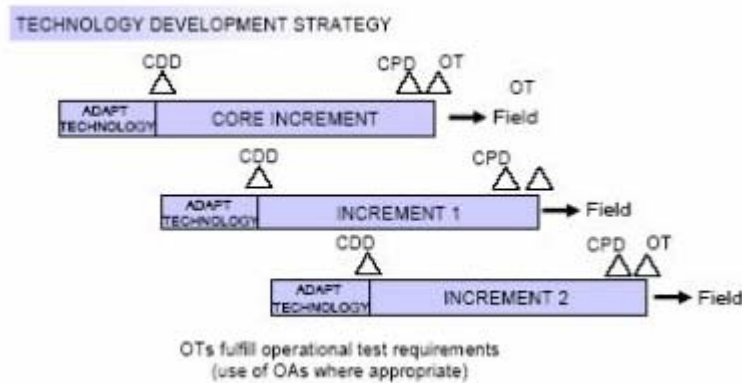 TECHNOLOGY DEVELOPMENT STRATEGY
CDD CPD OT
OT
ADAPT TECHNOLOGY CORE INCREMENT Field
CDD CPD
ADAPT TECHNOLOGY INCREMENT 1 Field
CDD CPD OT
ADAPT TECHNOLOGY INCREMENT 2 Field
OTs fulfill operational test requirements
(use of OAs where appropriate)